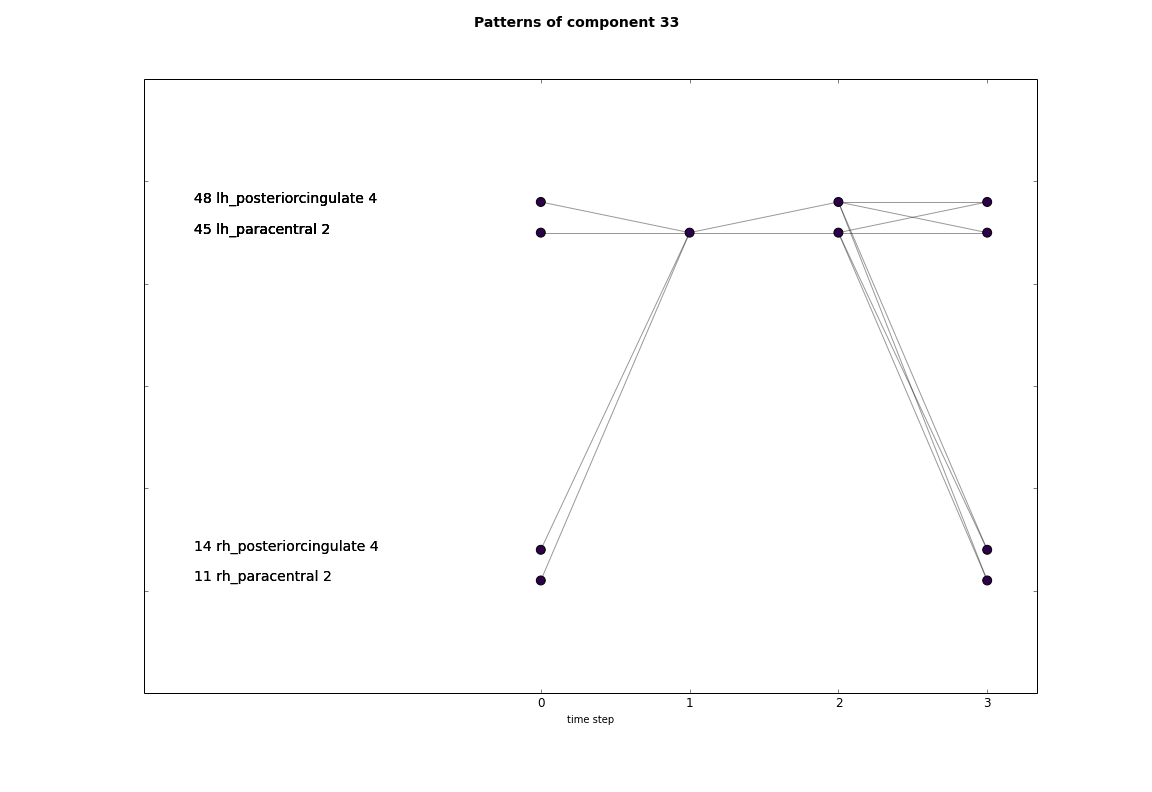 Patterns of component 33
48 lh_posteriorcingulate 4
45 lh_paracentral 2
14 rh_posteriorcingulate 4
11 rh_paracentral 2
0 1 2 3
time step